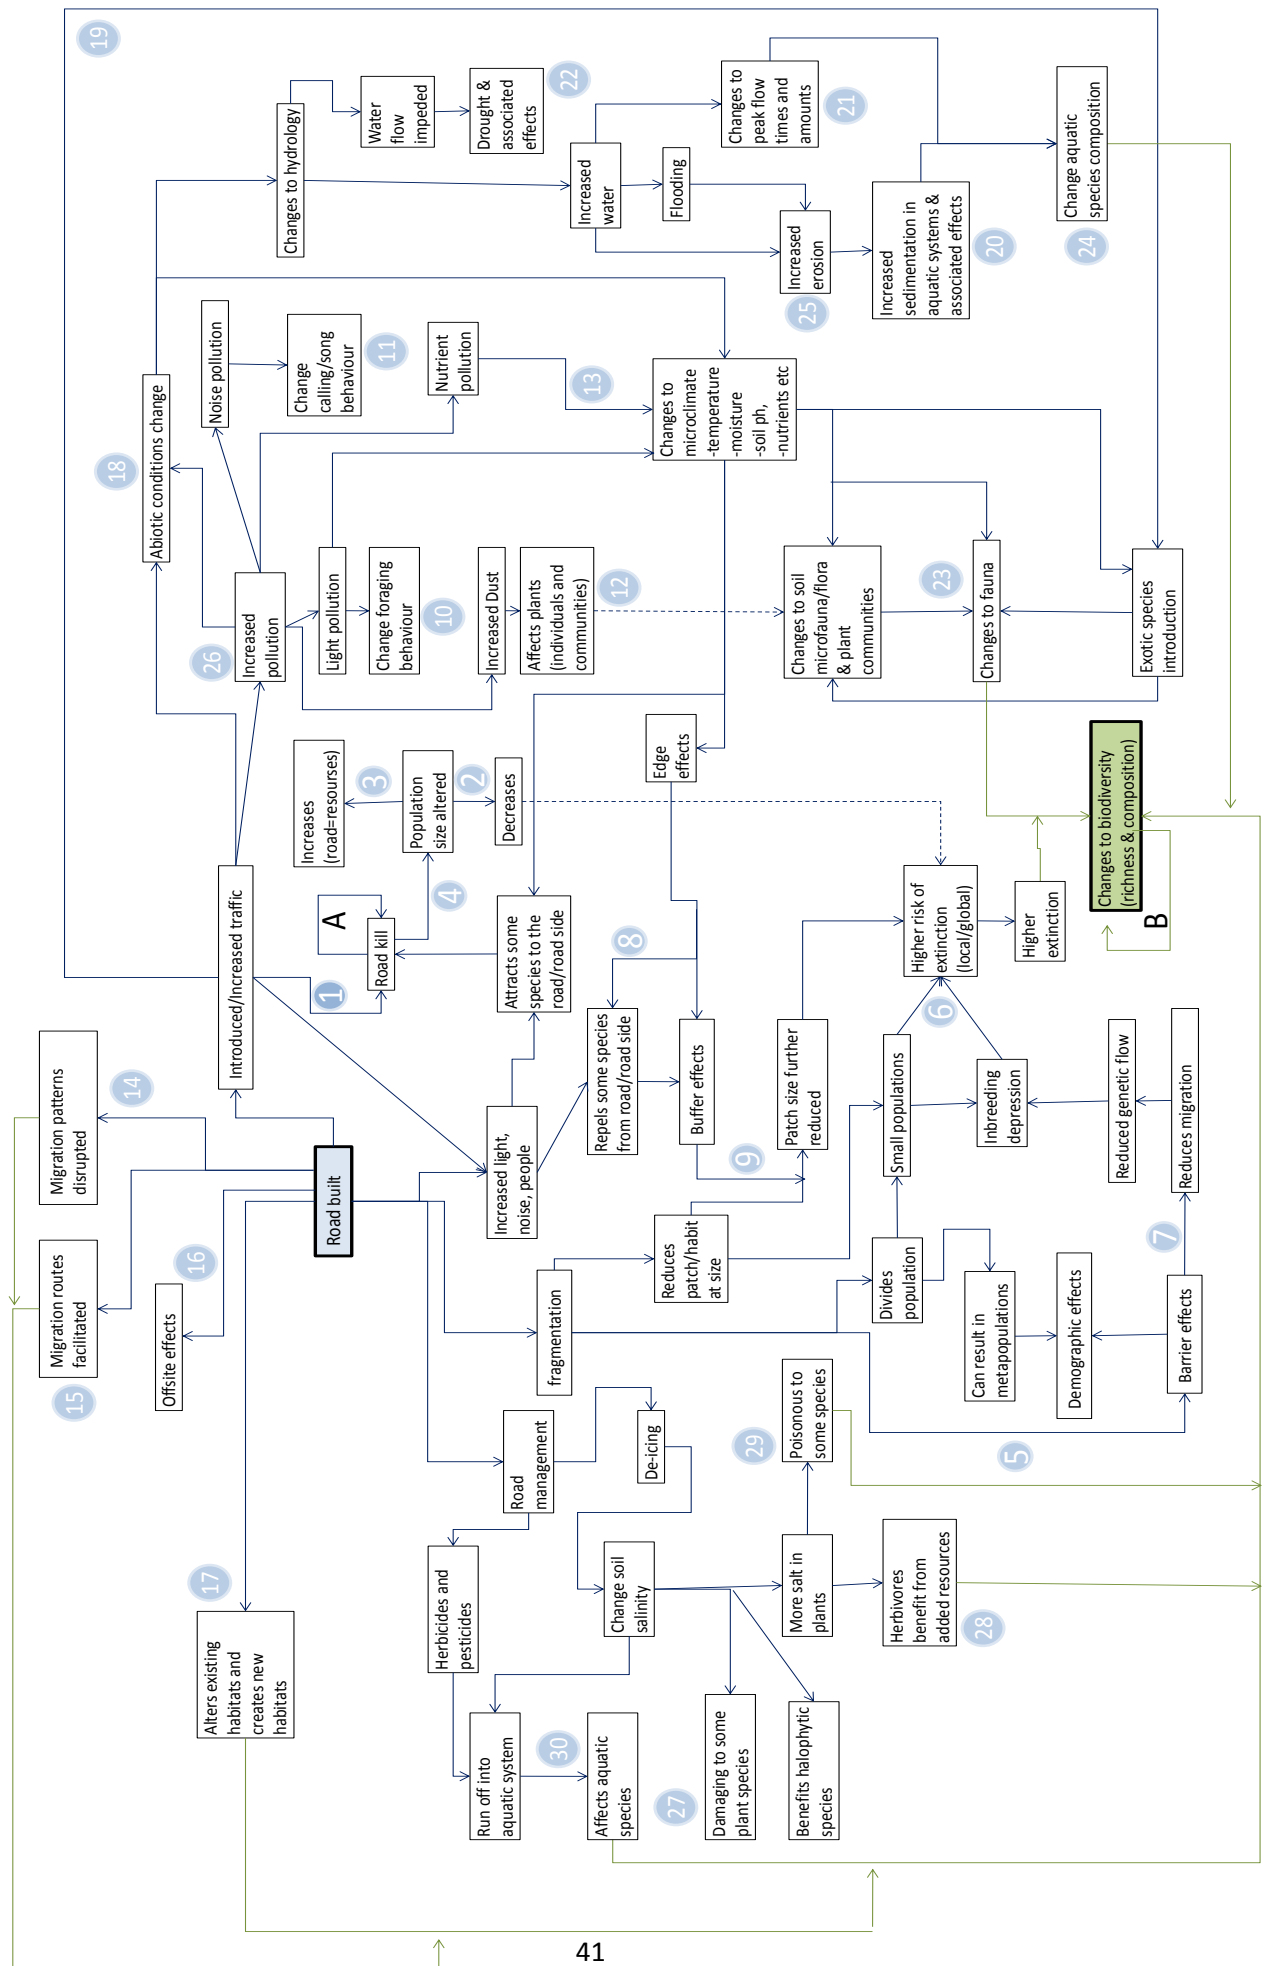 19
Migration patterns
disrupted
14
Migration routes
facilitated
15
Offsite effects
16
Alters existing
habitats and
creates new
habitats
17
Road built
Introduced/Increased traffic
1
A
Road kill
4
Population
size altered
3
Increases
(road=resourses)
2
Decreases
Increased
pollution
26
Abiotic conditions change
18
Noise pollution
Change
calling/song
behaviour
11
Light pollution
Change foraging
behaviour
10
Nutrient
pollution
13
Increased Dust
Affects plants
(individuals and
communities)
12
Changes to hydrology
Water
flow
impeded
Drought &
associated
effects
22
Increased
water
Flooding
Changes to
peak flow
times and
amounts
21
Increased
erosion
25
Increased
sedimentation in
aquatic systems &
associated effects
20
Change aquatic
species composition
24
Changes to
microclimate
-temperature
-moisture
-soil ph,
-nutrients etc
Changes to soil
microfauna/flora
& plant
communities
23
Changes to fauna
Exotic species
introduction
Attracts some
species to the
road/road side
Increased light,
noise, people
Repels some species
from road/road side
8
Edge
effects
Buffer effects
9
Patch size further
reduced
Higher risk of
extinction
(local/global)
Higher
extinction
Changes to biodiversity
(richness & composition)
B
fragmentation
Reduces
patch/habit
at size
Divides
population
Small populations
6
Inbreeding
depression
Reduced genetic flow
Reduces migration
7
Can result in
metapopulations
Demographic effects
Barrier effects
5
Road
management
De-icing
Herbicides and
pesticides
Run off into
aquatic system
30
Affects aquatic
species
Change soil
salinity
27
Damaging to some
plant species
Benefits halophytic
species
More salt in
plants
29
Poisonous to
some species
Herbivores
benefit from
added resources
28
41